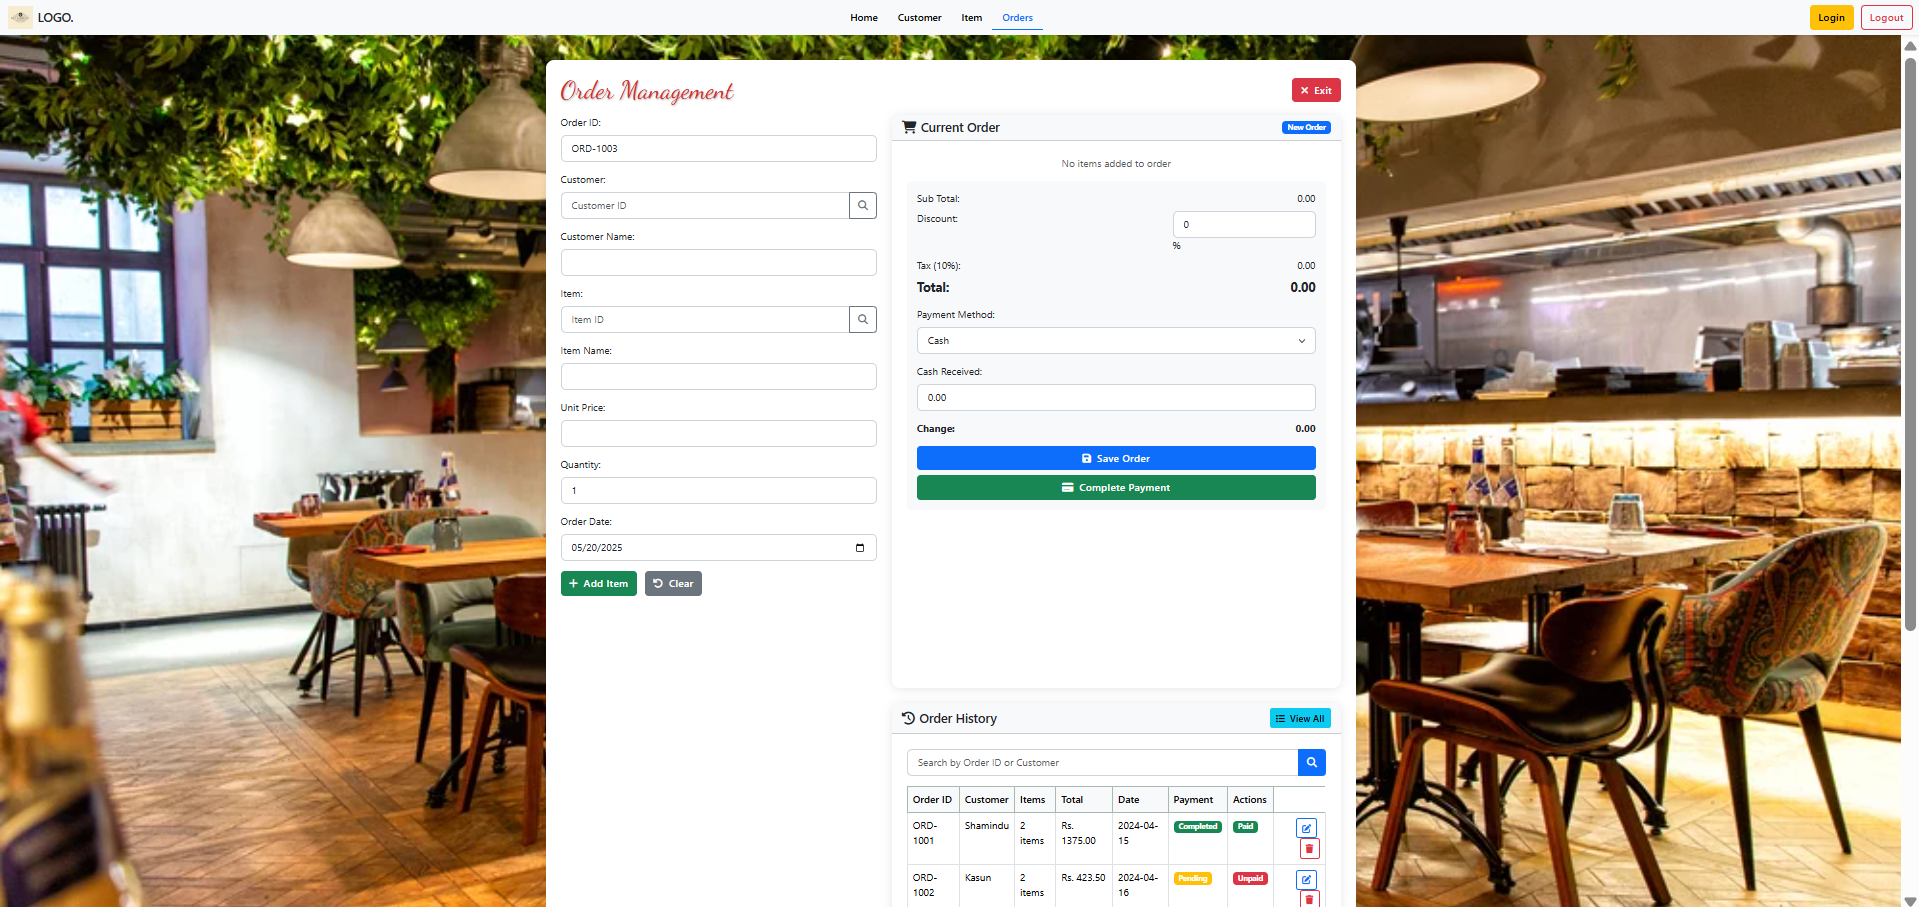 LOGO.
Home Customer Item Orders
Login Logout
Order Management
Exit
Order ID:
ORD-1003
Customer:
Customer ID
Customer Name:
Item:
Item ID
Item Name:
Unit Price:
Quantity:
1
Order Date:
05/20/2025
Add Item Clear
Current Order New Order
No items added to order
Sub Total: 0.00
Discount: 0
%
Tax (10%): 0.00
Total: 0.00
Payment Method:
Cash
Cash Received:
0.00
Change: 0.00
Save Order
Complete Payment
Order History View All
Search by Order ID or Customer
Order ID Customer Items Total Date Payment Actions
ORD- Shamindu 2 Rs. 2024-04- Completed Paid
1001 items 1375.00 15
ORD- Kasun 2 Rs. 423.50 2024-04- Pending Unpaid
1002 items 16